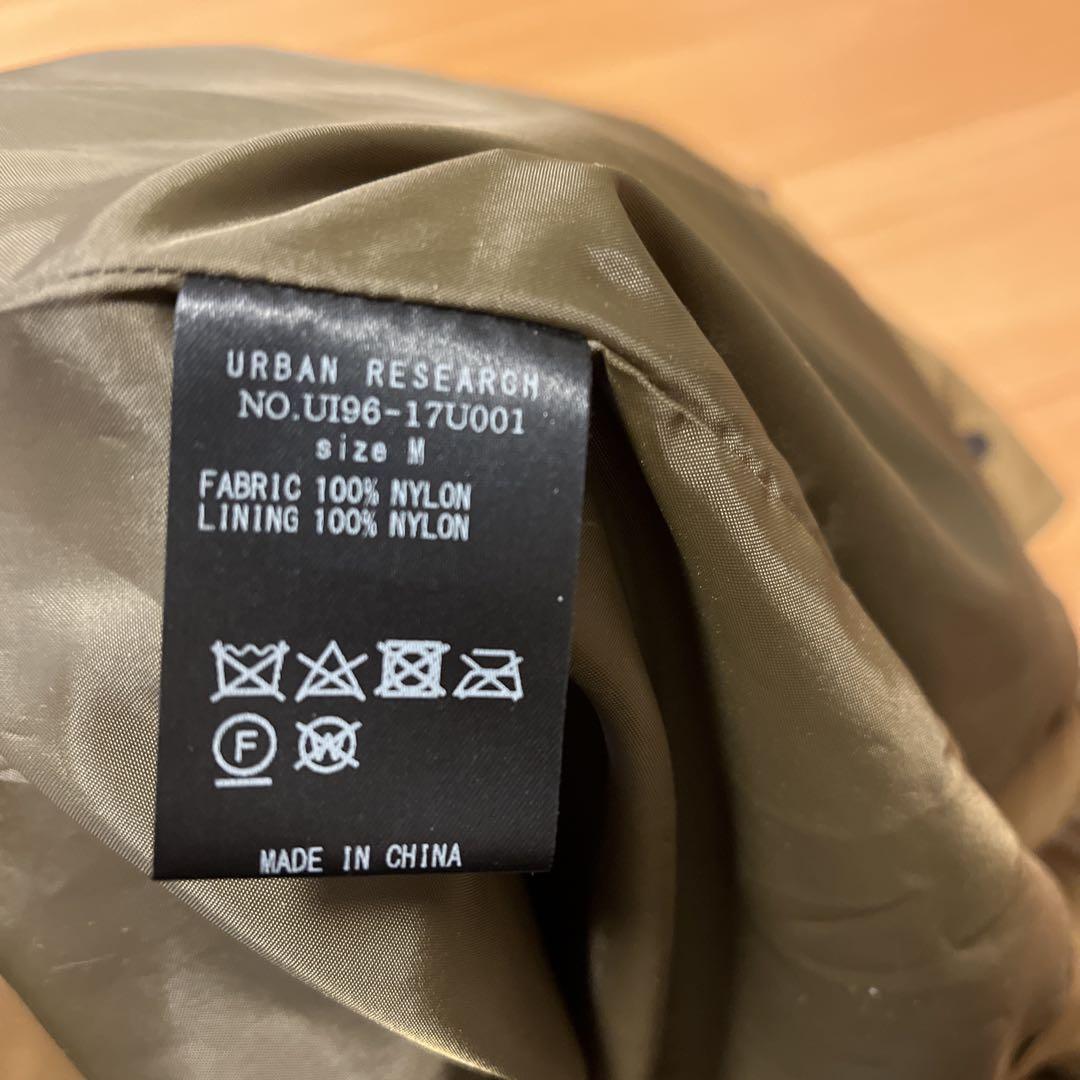 URBAN RESEARCH
NO.UI96-17U001
size M
FABRIC 100% NYLON
LINING 100% NYLON
F W
MADE IN CHINA